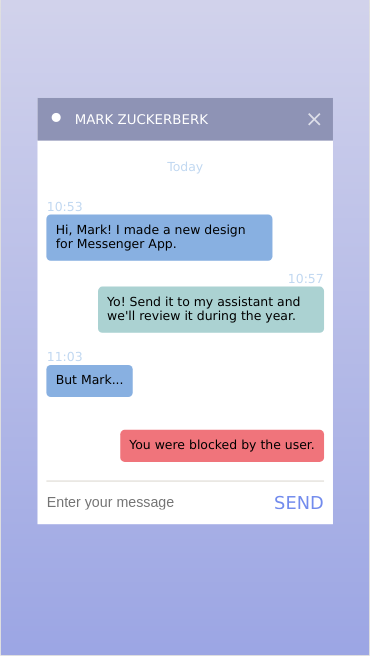 MARK ZUCKERBERK
Today
10:53
Hi, Mark! I made a new design
for Messenger App.
10:57
Yo! Send it to my assistant and
we'll review it during the year.
11:03
But Mark...
You were blocked by the user.
Enter your message
SEND